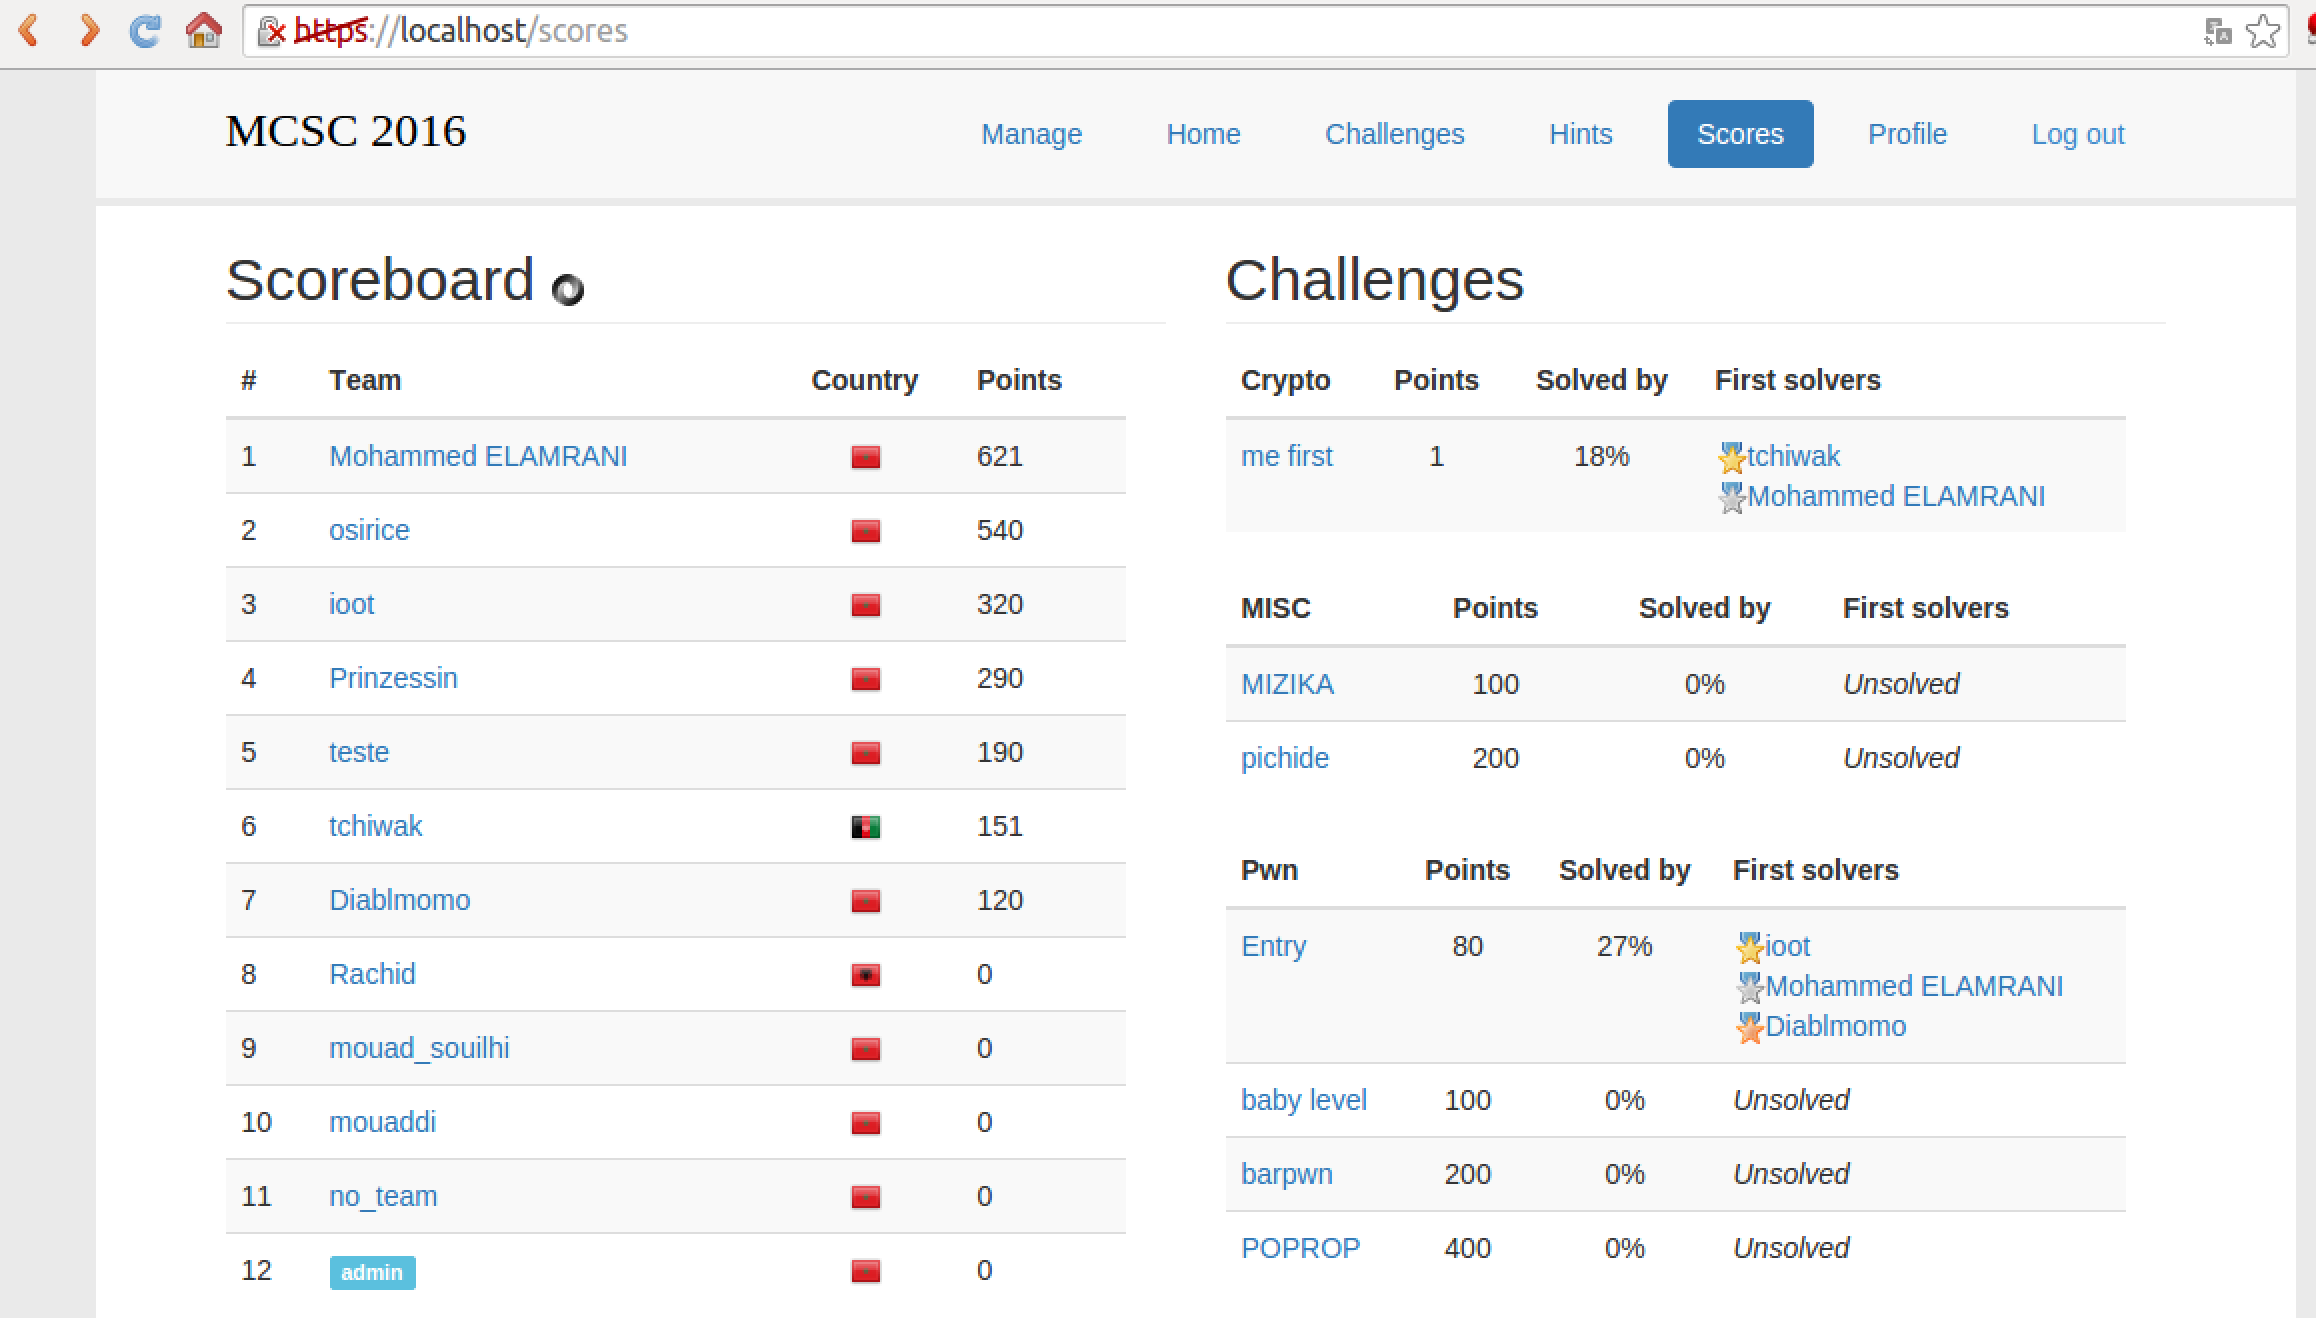 https://localhost/scores
MCSC 2016
Manage Home Challenges Hints Scores Profile Log out
Scoreboard
# Team Country Points
1 Mohammed ELAMRANI 621
2 osirice 540
3 ioot 320
4 Prinzessin 290
5 teste 190
6 tchiwak 151
7 Diablmomo 120
8 Rachid 0
9 mouad_souilhi 0
10 mouaddi 0
11 no_team 0
12 admin 0
Challenges
Crypto Points Solved by First solvers
me first 1 18% tchiwak
Mohammed ELAMRANI
MISC Points Solved by First solvers
MIZIKA 100 0% Unsolved
pichide 200 0% Unsolved
Pwn Points Solved by First solvers
Entry 80 27% ioot
Mohammed ELAMRANI
Diablmomo
baby level 100 0% Unsolved
barpwn 200 0% Unsolved
POPROP 400 0% Unsolved